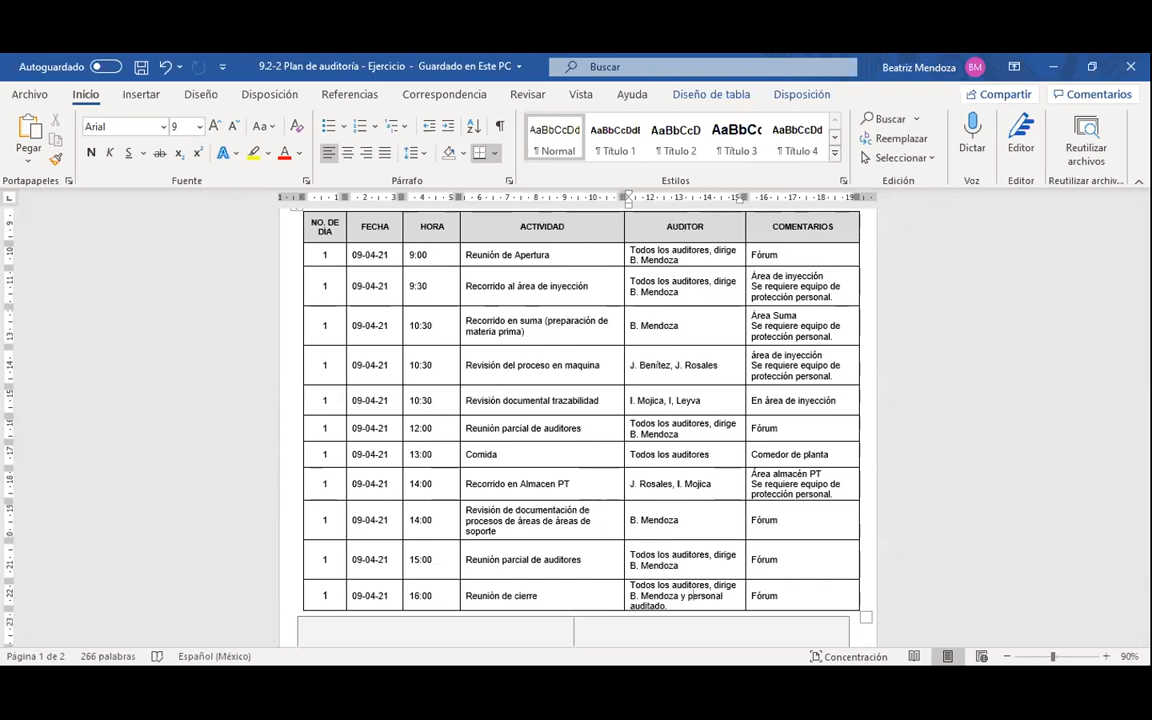 Autoguardado
9.2-2 Plan de auditoría - Ejercicio - Guardado en Este PC
Buscar
Beatriz Mendoza BM
Archivo Inicio Insertar Diseño Disposición Referencias Correspondencia Revisar Vista Ayuda Diseño de tabla Disposición Compartir Comentarios
Pegar
Arial 9
AaBbCcDd AaBbCcDdE AaBbCcD AaBbCc AaBbCcDd
Normal Título 1 Título 2 Título 3 Título 4
Buscar
Reemplazar
Seleccionar
Dictar
Editor
Reutilizar
archivos
Portapapeles Fuente Párrafo Estilos Edición Voz Editor Reutilizar archiv...
NO. DE
DÍA
FECHA HORA ACTIVIDAD AUDITOR COMENTARIOS
1 09-04-21 9:00 Reunión de Apertura
Todos los auditores, dirige
B. Mendoza
Fórum
1 09-04-21 9:30 Recorrido al área de inyección
Todos los auditores, dirige
B. Mendoza
Área de inyección
Se requiere equipo de
protección personal.
1 09-04-21 10:30
Recorrido en suma (preparación de
materia prima)
B. Mendoza
Área Suma
Se requiere equipo de
protección personal.
1 09-04-21 10:30 Revisión del proceso en maquina J. Benítez, J. Rosales
área de inyección
Se requiere equipo de
protección personal.
1 09-04-21 10:30 Revisión documental trazabilidad I. Mojica, I, Leyva En área de inyección
1 09-04-21 12:00 Reunión parcial de auditores
Todos los auditores, dirige
B. Mendoza
Fórum
1 09-04-21 13:00 Comida Todos los auditores Comedor de planta
1 09-04-21 14:00 Recorrido en Almacen PT J. Rosales, I. Mojica
Área almacén PT
Se requiere equipo de
protección personal.
1 09-04-21 14:00
Revisión de documentación de
procesos de áreas de áreas de
soporte
B. Mendoza Fórum
1 09-04-21 15:00 Reunión parcial de auditores
Todos los auditores, dirige
B. Mendoza
Fórum
1 09-04-21 16:00 Reunión de cierre
Todos los auditores, dirige
B. Mendoza y personal
auditado.
Fórum
Página 1 de 2 266 palabras Español (México) Concentración 90%